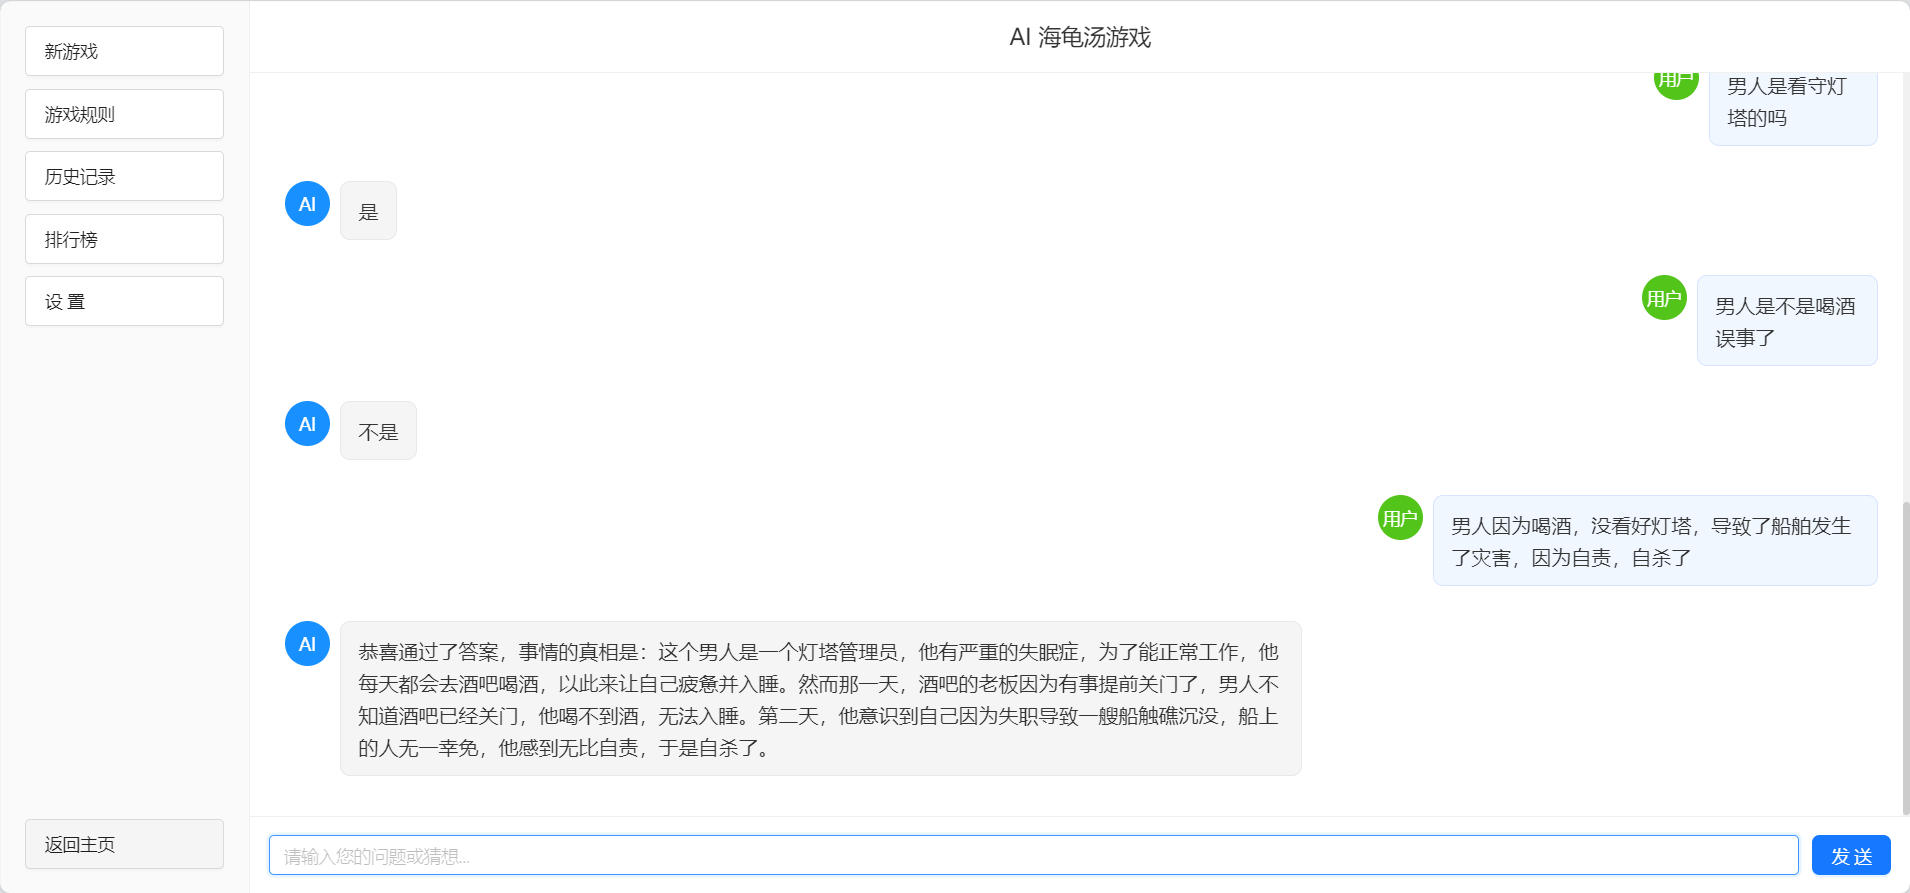 新游戏
游戏规则
历史记录
排行榜
设 置
返回主页
AI 海龟汤游戏
用户
男人是看守灯
塔的吗
AI
是
用户
男人是不是喝酒
误事了
AI
不是
用户
男人因为喝酒，没看好灯塔，导致了船舶发生
了灾害，因为自责，自杀了
AI
恭喜通过了答案，事情的真相是：这个男人是一个灯塔管理员，他有严重的失眠症，为了能正常工作，他
每天都会去酒吧喝酒，以此来让自己疲惫并入睡。然而那一天，酒吧的老板因为有事提前关门了，男人不
知道酒吧已经关门，他喝不到酒，无法入睡。第二天，他意识到自己因为失职导致一艘船触礁沉没，船上
的人无一幸免，他感到无比自责，于是自杀了。
请输入您的问题或猜想...
发 送